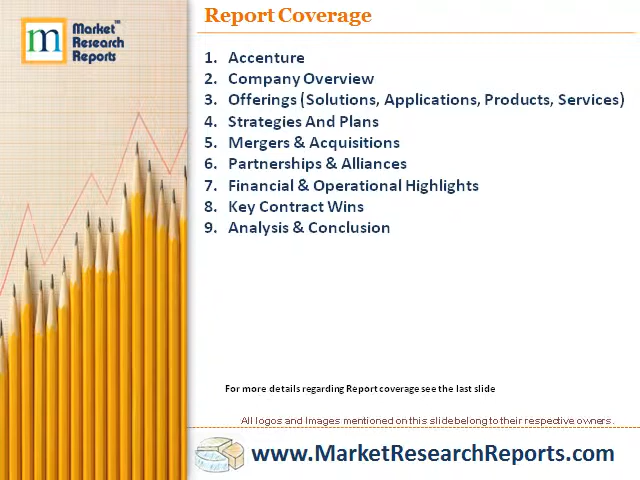 m
Market
Research
Reports
TM
Report Coverage
1. Accenture
2. Company Overview
3. Offerings (Solutions, Applications, Products, Services)
4. Strategies And Plans
5. Mergers & Acquisitions
6. Partnerships & Alliances
7. Financial & Operational Highlights
8. Key Contract Wins
9. Analysis & Conclusion
For more details regarding Report coverage see the last slide
All logos and Images mentioned on this slide belong to their respective owners.
www.MarketResearchReports.com